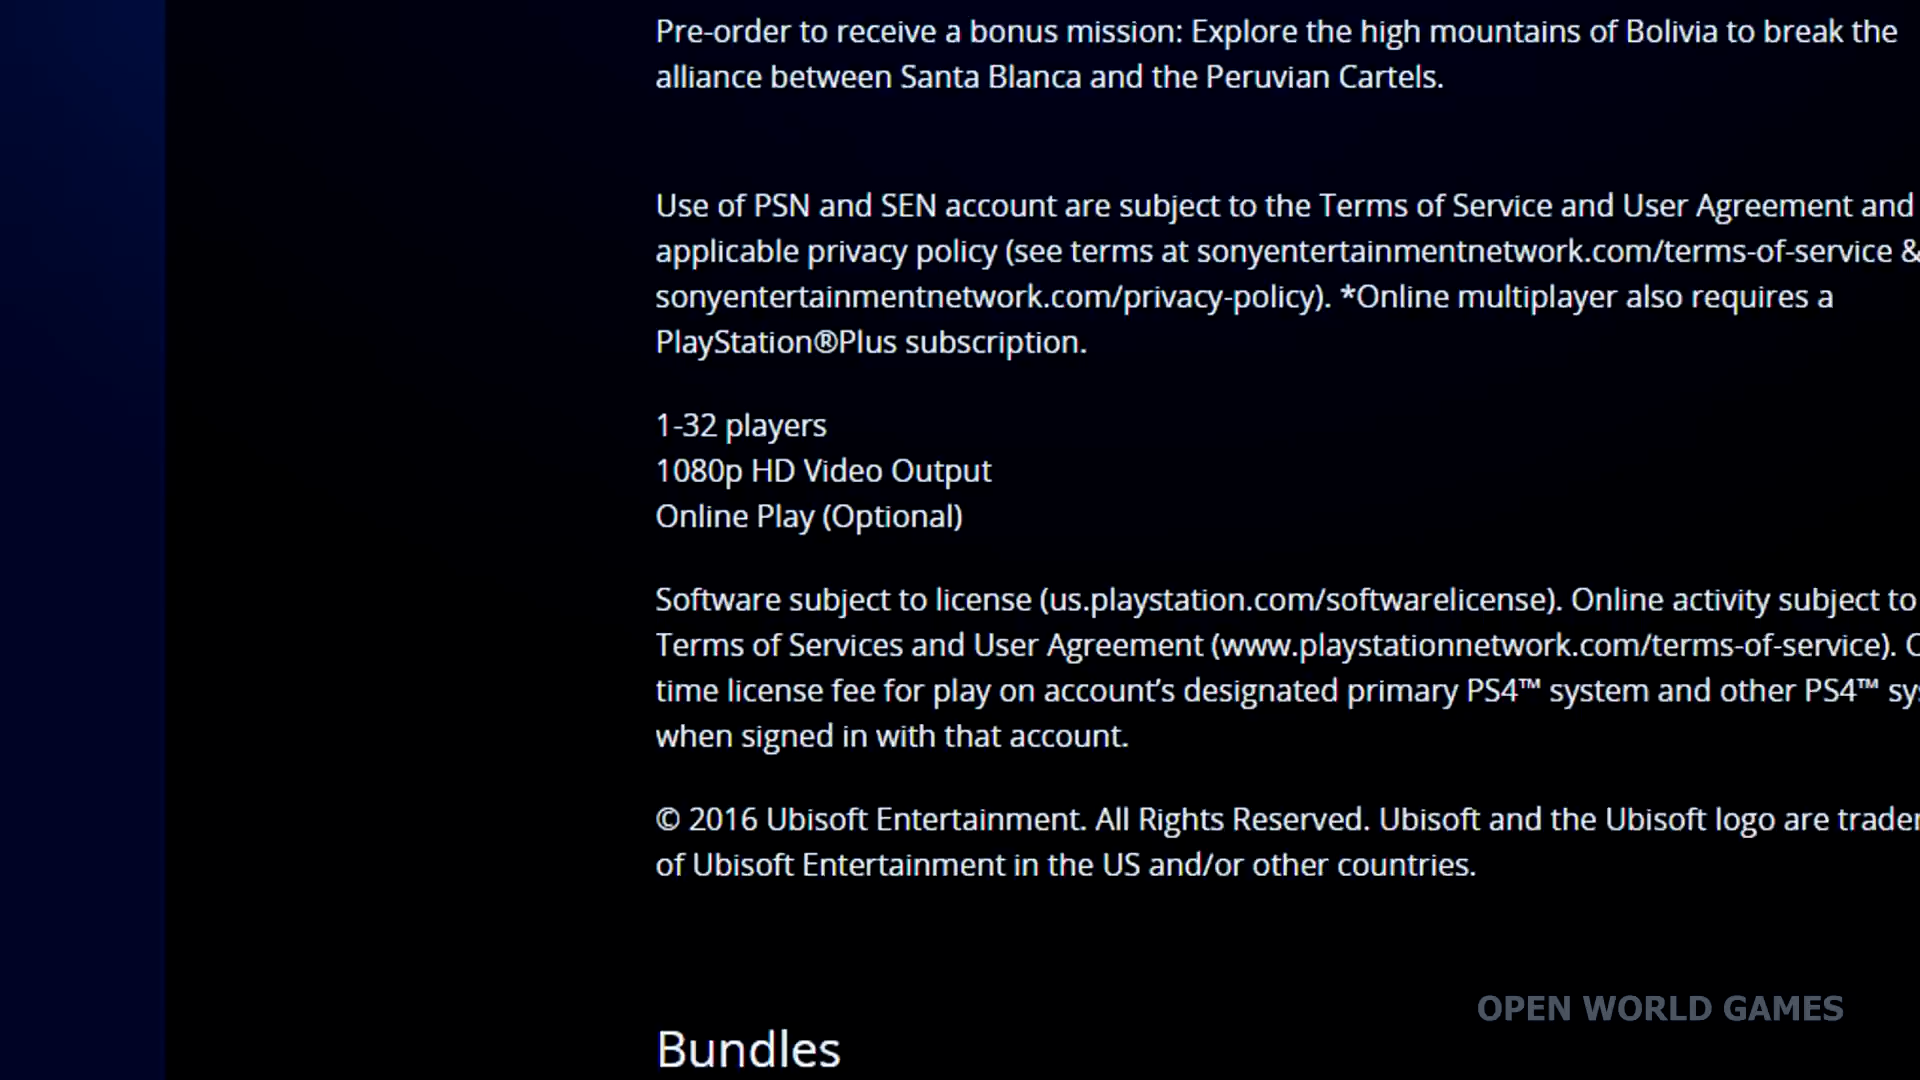 Pre-order to receive a bonus mission: Explore the high mountains of Bolivia to break the
alliance between Santa Blanca and the Peruvian Cartels.
Use of PSN and SEN account are subject to the Terms of Service and User Agreement and
applicable privacy policy (see terms at sonyentertainmentnetwork.com/terms-of-service &
sonyentertainmentnetwork.com/privacy-policy). *Online multiplayer also requires a
PlayStation®Plus subscription.
1-32 players
1080p HD Video Output
Online Play (Optional)
Software subject to license (us.playstation.com/softwarelicense). Online activity subject to
Terms of Services and User Agreement (www.playstationnetwork.com/terms-of-service).
time license fee for play on account’s designated primary PS4™ system and other PS4™
when signed in with that account.
© 2016 Ubisoft Entertainment. All Rights Reserved. Ubisoft and the Ubisoft logo are
of Ubisoft Entertainment in the US and/or other countries.
OPEN WORLD GAMES
Bundles